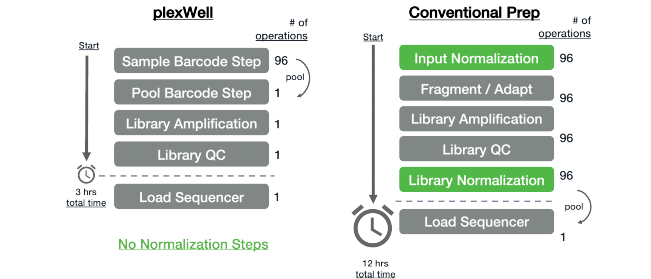 plexWell
# of
operations
Start
Sample Barcode Step 96
pool
Pool Barcode Step 1
Library Amplification 1
Library QC 1
3 hrs
total time
Load Sequencer 1
No Normalization Steps
Conventional Prep
# of
operations
Start
Input Normalization 96
Fragment / Adapt
96
Library Amplification
96
Library QC
Library Normalization 96
pool
Load Sequencer
1
12 hrs
total time